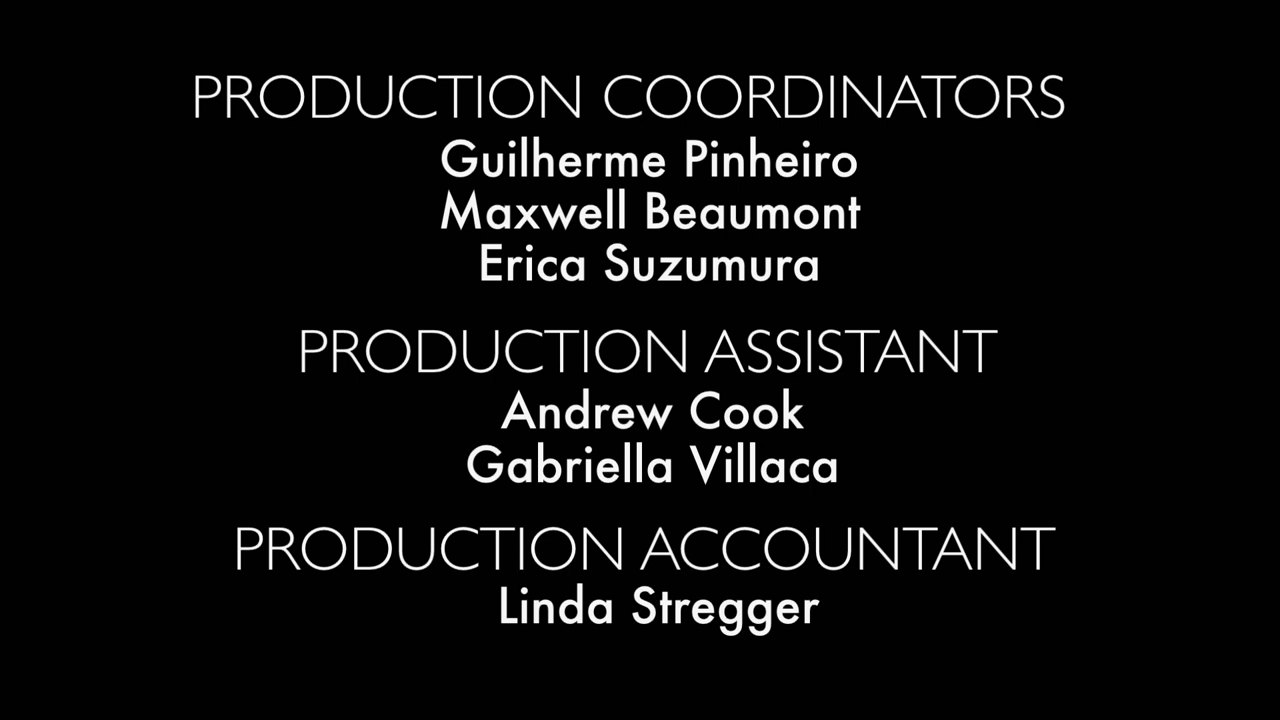 PRODUCTION COORDINATORS
Guilherme Pinheiro
Maxwell Beaumont
Erica Suzumura
PRODUCTION ASSISTANT
Andrew Cook
Gabriella Villaca
PRODUCTION ACCOUNTANT
Linda Stregger